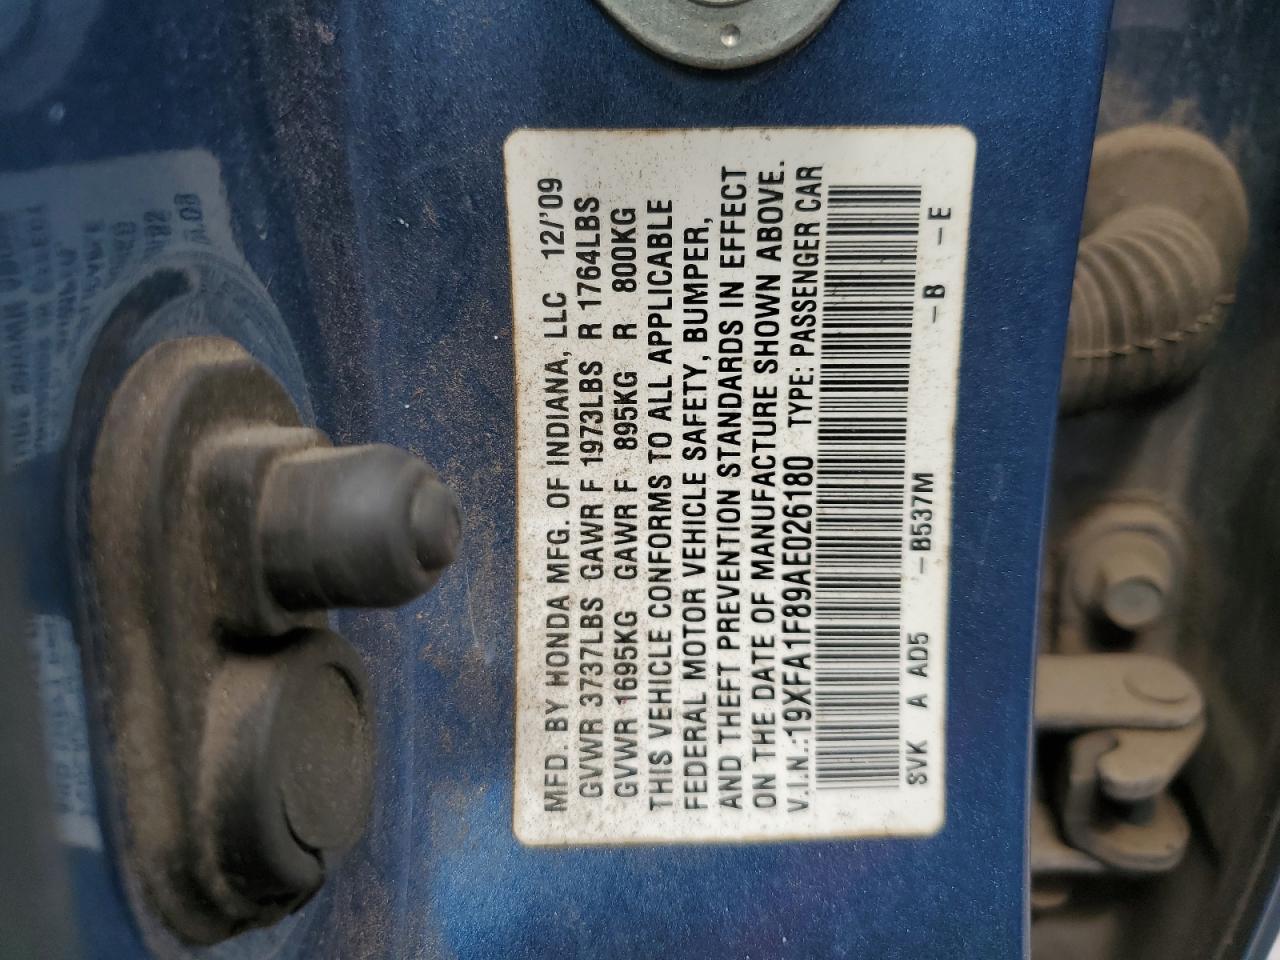 MFD. BY HONDA MFG. OF INDIANA, LLC 12/'09
GVWR 3737LBS GAWR F 1973LBS R 1764LBS
GVWR 1695KG GAWR F 895KG R 800KG
THIS VEHICLE CONFORMS TO ALL APPLICABLE
FEDERAL MOTOR VEHICLE SAFETY, BUMPER,
AND THEFT PREVENTION STANDARDS IN EFFECT
ON THE DATE OF MANUFACTURE SHOWN ABOVE.
V.I.N.:19XFA1F89AE026180 TYPE: PASSENGER CAR
SVK A AD5 -B537M -B -E